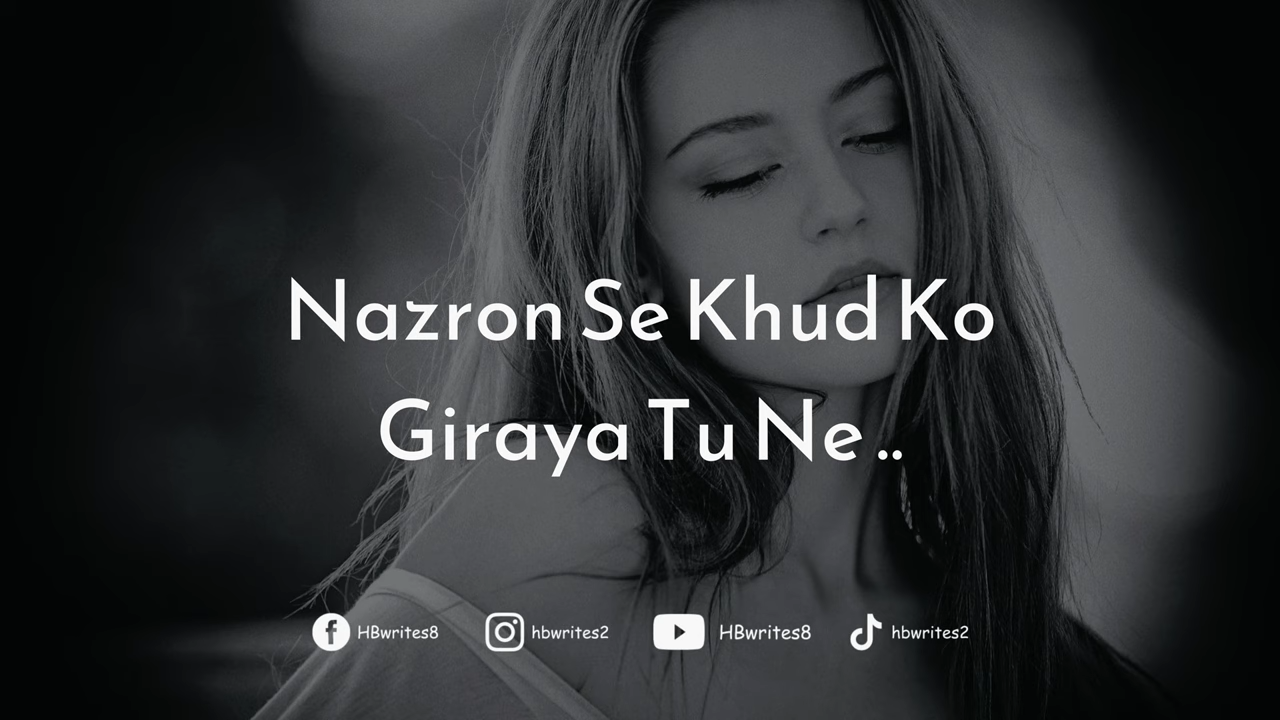 Nazron Se Khud Ko
Giraya Tu Ne ..
HBwrites8 hbwrites2 HBwrites8 hbwrites2